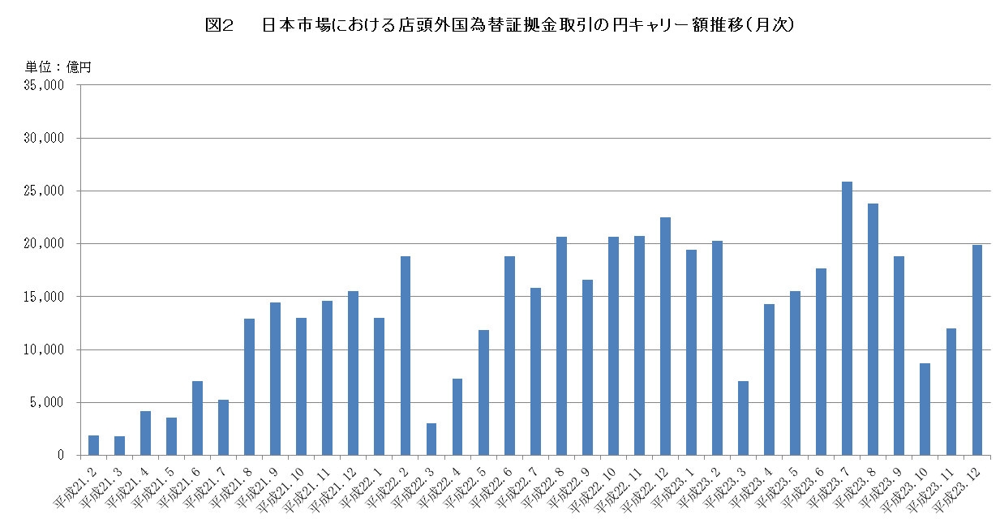 図2　日本市場における店頭外国為替証拠金取引の円キャリー額推移(月次)
単位：億円
35,000
30,000
25,000
20,000
15,000
10,000
5,000
0
平成21.2
平成21.3
平成21.4
平成21.5
平成21.6
平成21.7
平成21.8
平成21.9
平成21.10
平成21.11
平成21.12
平成22.1
平成22.2
平成22.3
平成22.4
平成22.5
平成22.6
平成22.7
平成22.8
平成22.9
平成22.10
平成22.11
平成22.12
平成23.1
平成23.2
平成23.3
平成23.4
平成23.5
平成23.6
平成23.7
平成23.8
平成23.9
平成23.10
平成23.11
平成23.12